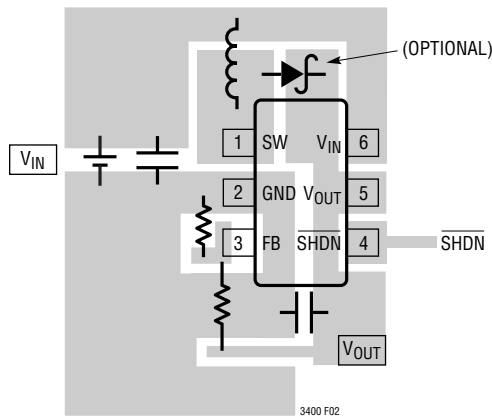 (OPTIONAL)
1 SW VIN 6
VIN
2 GND VOUT 5
3 FB SHDN 4 SHDN
VOUT
3400 F02